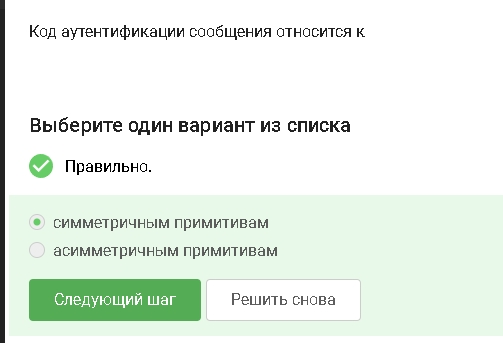 Код аутентификации сообщения относится к
Выберите один вариант из списка
Правильно.
симметричным примитивам
асимметричным примитивам
Следующий шаг
Решить снова